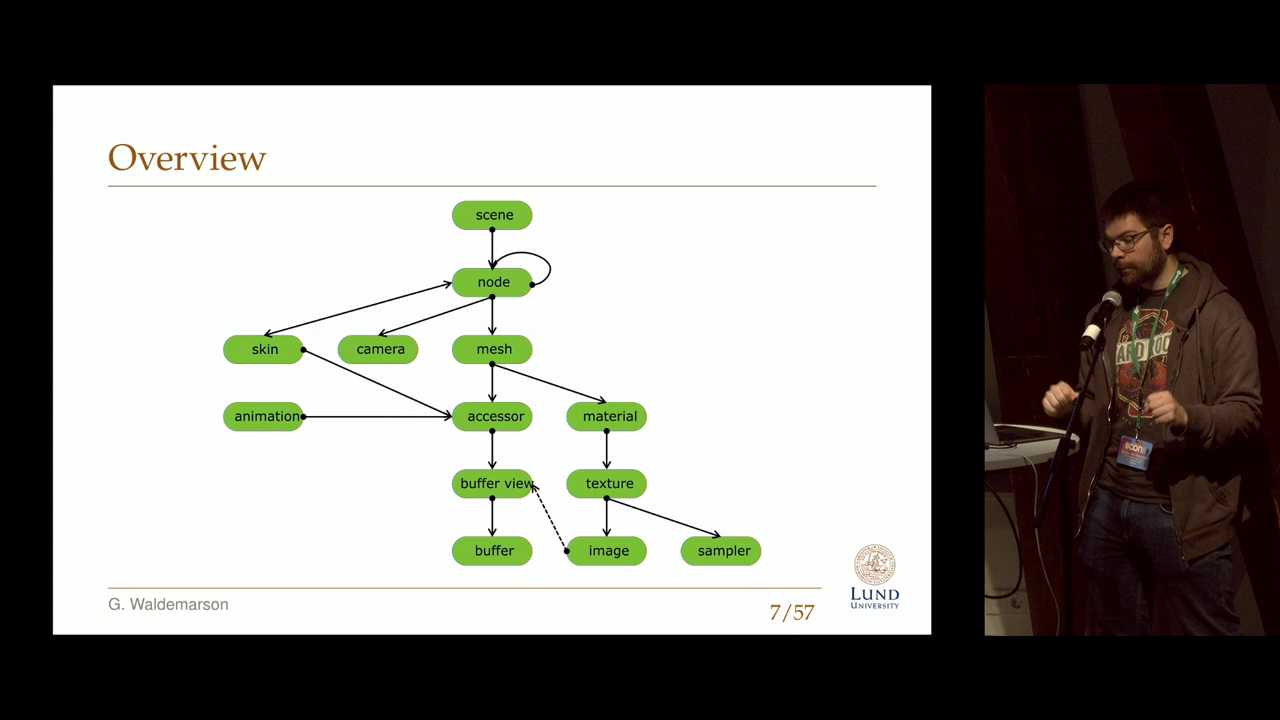 Overview
scene
node
skin
camera
mesh
animation
accessor
material
buffer view
texture
buffer
image
sampler
G. Waldemarson
7/57
LUND
UNIVERSITY